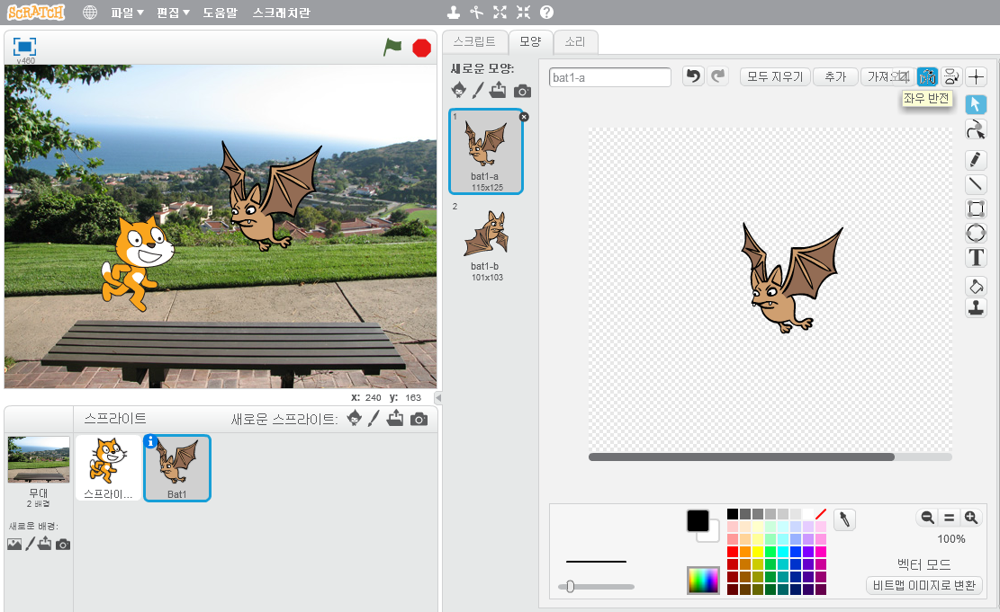 SCRATCH 파일▼ 편집▼ 도움말 스크래치란
v460
스크립트 모양 소리
새로운 모양:
bat1-a
모두 지우기 추가 가져오기
좌우 반전
1
bat1-a
115x125
2
bat1-b
101x103
T
x: 240 y: 163
스프라이트 새로운 스프라이트:
무대
2 배경
새로운 배경:
스프라이...
Bat1
100%
벡터 모드
비트맵 이미지로 변환